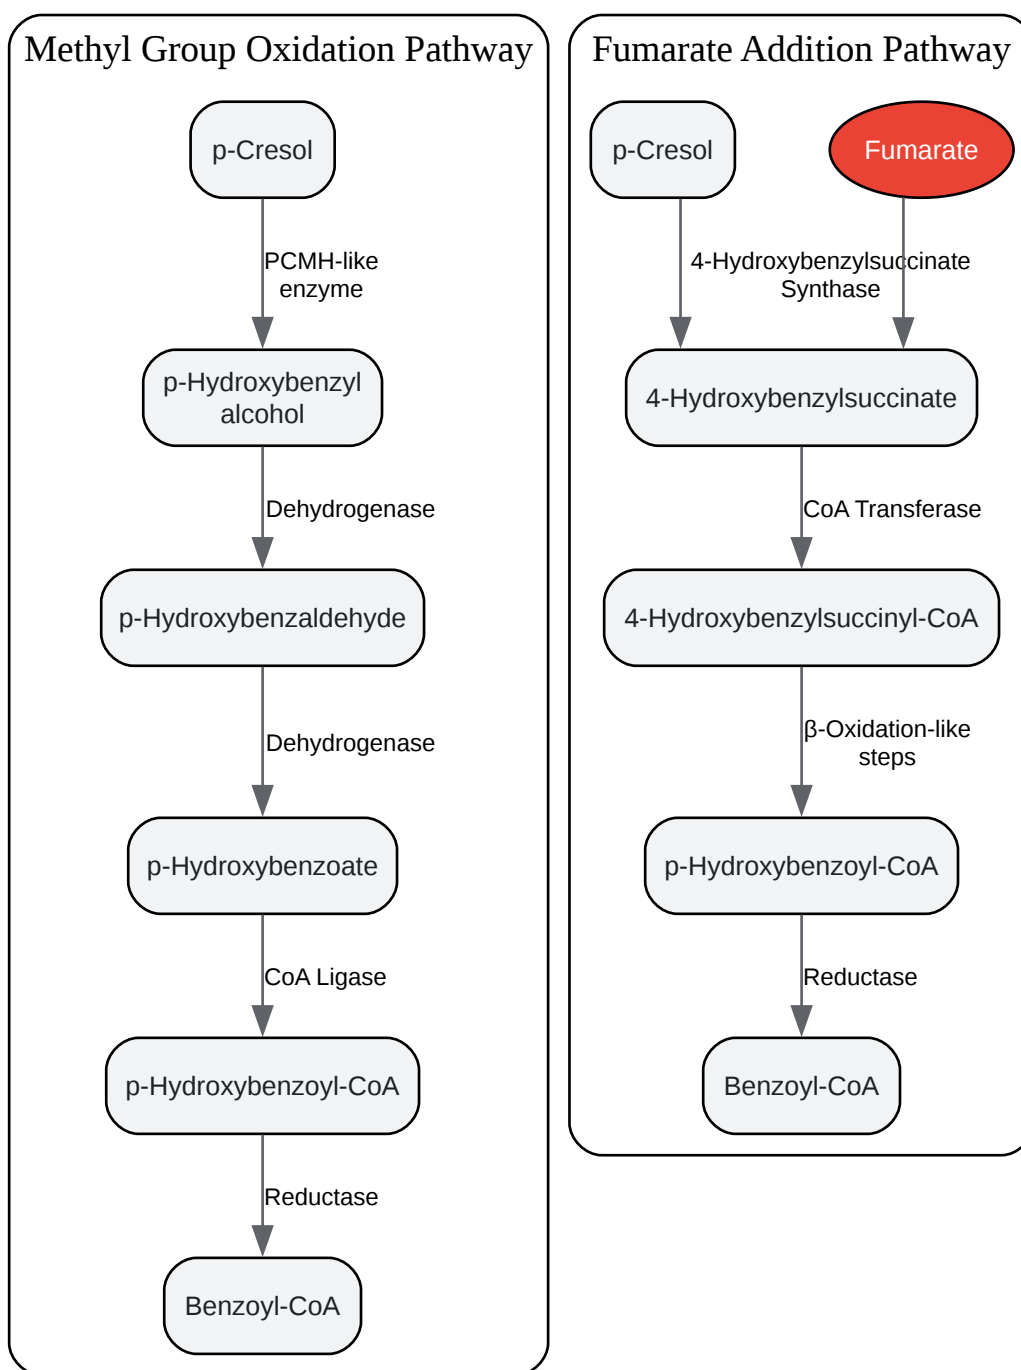 Methyl Group Oxidation Pathway
p-Cresol
PCMH-like
enzyme
p-Hydroxybenzyl
alcohol
Dehydrogenase
p-Hydroxybenzaldehyde
Dehydrogenase
p-Hydroxybenzoate
CoA Ligase
p-Hydroxybenzoyl-CoA
Reductase
Benzoyl-CoA
Fumarate Addition Pathway
p-Cresol
Fumarate
4-Hydroxybenzylsuccinate
Synthase
4-Hydroxybenzylsuccinate
CoA Transferase
4-Hydroxybenzylsuccinyl-CoA
β-Oxidation-like
steps
p-Hydroxybenzoyl-CoA
Reductase
Benzoyl-CoA